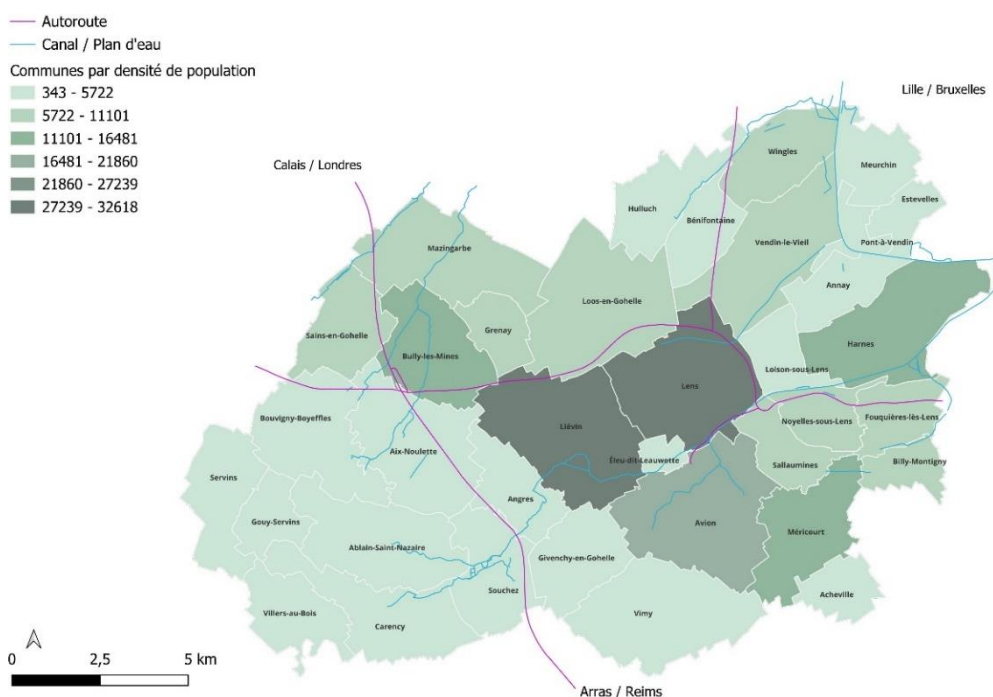 Autoroute
Canal / Plan d'eau
Communes par densité de population
343 - 5722
5722 - 11101
11101 - 16481
16481 - 21860
21860 - 27239
27239 - 32618
Lille / Bruxelles
Calais / Londres
Wingles
Meurchin
Estevelles
Hulluch
Bénifontaine
Vendin-le-Vieil
Pont-à-Vendin
Mazingarbe
Annay
Loos-en-Gohelle
Sains-en-Gohelle
Grenay
Bully-les-Mines
Harnes
Loison-sous-Lens
Lens
Bouvigny-Boyeffles
Liévin
Noyelles-sous-Lens
Fouquières-lès-Lens
Aix-Noulette
Éleu-dit-Leauwette
Sallaumines
Billy-Montigny
Servins
Angres
Gouy-Servins
Avion
Méricourt
Ablain-Saint-Nazaire
Givenchy-en-Gohelle
Souchez
Acheville
Villers-au-Bois
Carency
Vimy
0 2,5 5 km
Arras / Reims